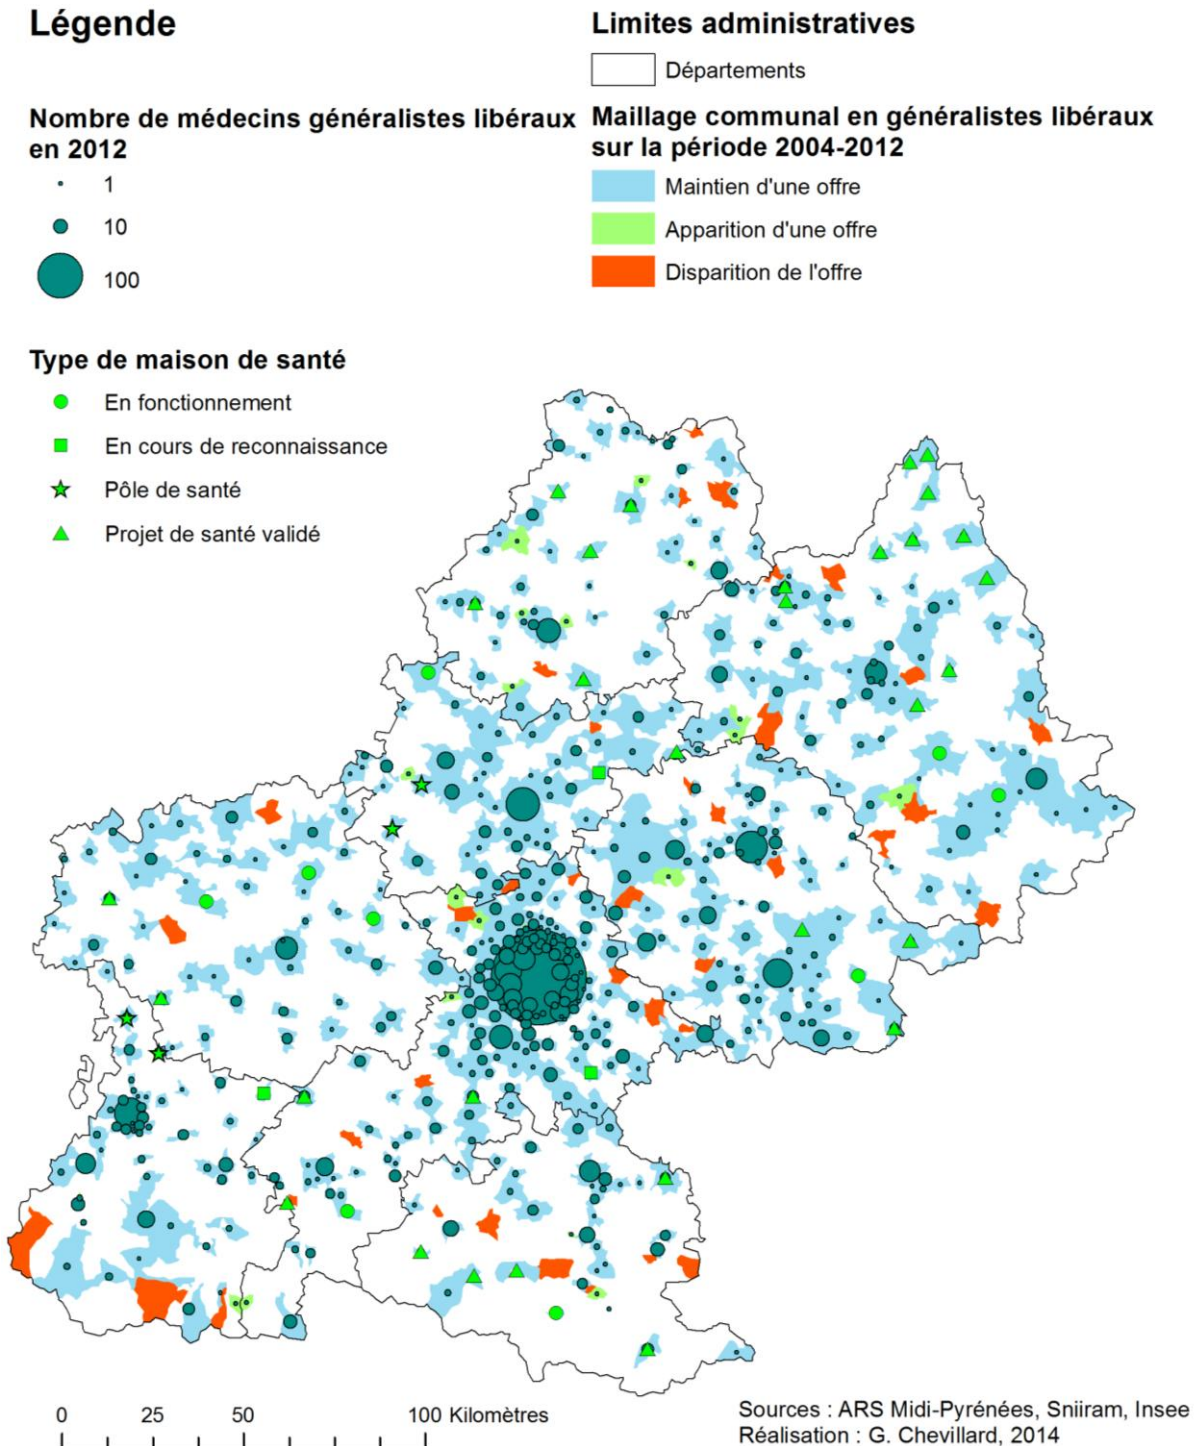 Légende
Nombre de médecins généralistes libéraux
en 2012
1
10
100
Type de maison de santé
En fonctionnement
En cours de reconnaissance
Pôle de santé
Projet de santé validé
Limites administratives
Départements
Maillage communal en généralistes libéraux
sur la période 2004-2012
Maintien d'une offre
Apparition d'une offre
Disparition de l'offre
0 25 50 100 Kilomètres
Sources : ARS Midi-Pyrénées, Sniiram, Insee
Réalisation : G. Chevillard, 2014